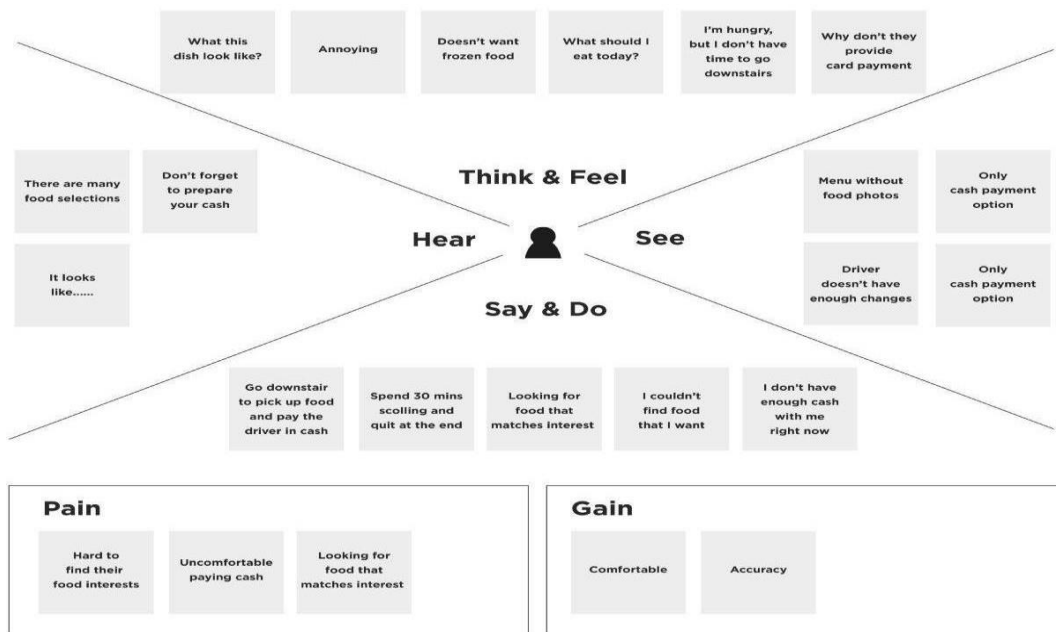 What this
dish look like?
Annoying
Doesn't want
frozen food
What should I
eat today?
I'm hungry,
but I don't have
time to go
downstairs
Why don't they
provide
card payment
Think & Feel
There are many
food selections
Don't forget
to prepare
your cash
It looks
like......
Hear
See
Menu without
food photos
Only
cash payment
option
Driver
doesn't have
enough changes
Only
cash payment
option
Say & Do
Go downstair
to pick up food
and pay the
driver in cash
Spend 30 mins
scolling and
quit at the end
Looking for
food that
matches interest
I couldn't
find food
that I want
I don't have
enough cash
with me
right now
Pain
Hard to
find their
food interests
Uncomfortable
paying cash
Looking for
food that
matches interest
Gain
Comfortable
Accuracy